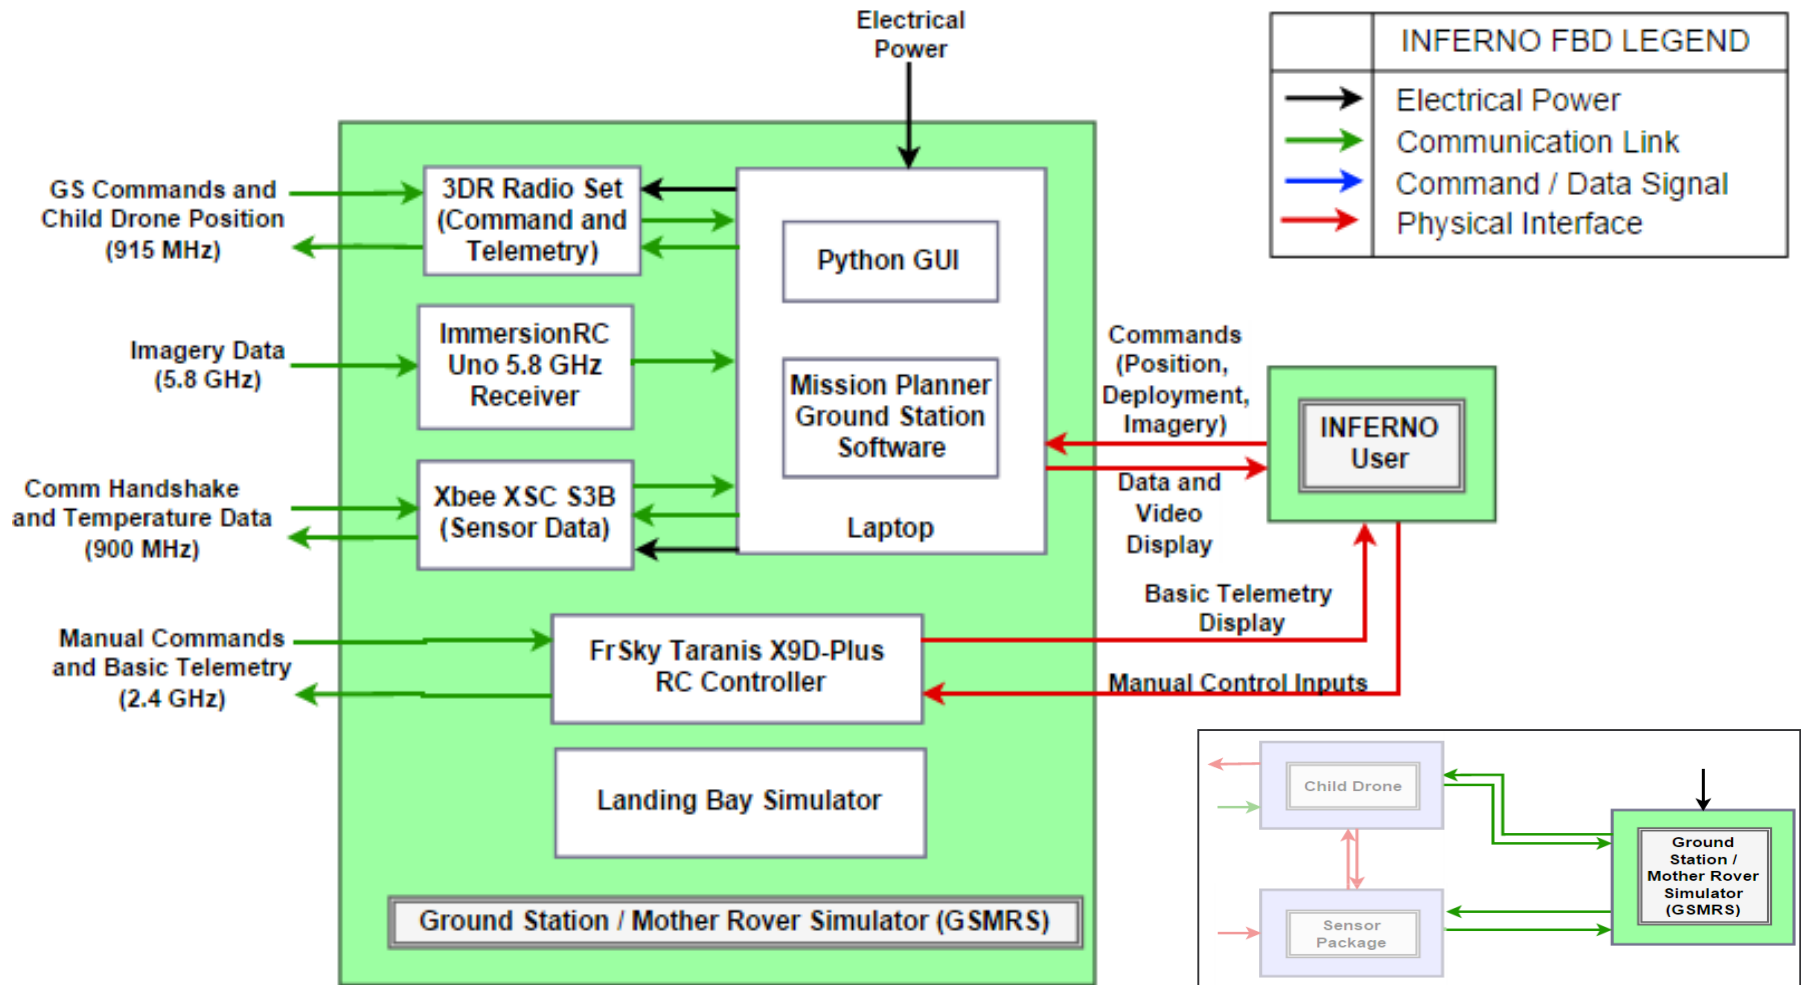 Electrical
Power
INFERNO FBD LEGEND
Electrical Power
Communication Link
Command / Data Signal
Physical Interface
GS Commands and
Child Drone Position
(915 MHz)
3DR Radio Set
(Command and
Telemetry)
Python GUI
Imagery Data
(5.8 GHz)
ImmersionRC
Uno 5.8 GHz
Receiver
Mission Planner
Ground Station
Software
Commands
(Position,
Deployment,
Imagery)
INFERNO
User
Comm Handshake
and Temperature Data
(900 MHz)
Xbee XSC S3B
(Sensor Data)
Laptop
Data and
Video
Display
Manual Commands
and Basic Telemetry
(2.4 GHz)
FrSky Taranis X9D-Plus
RC Controller
Basic Telemetry
Display
Manual Control Inputs
Landing Bay Simulator
Ground Station / Mother Rover Simulator (GSMRS)
Child Drone
Ground
Station /
Mother Rover
Simulator
(GSMRS)
Sensor
Package